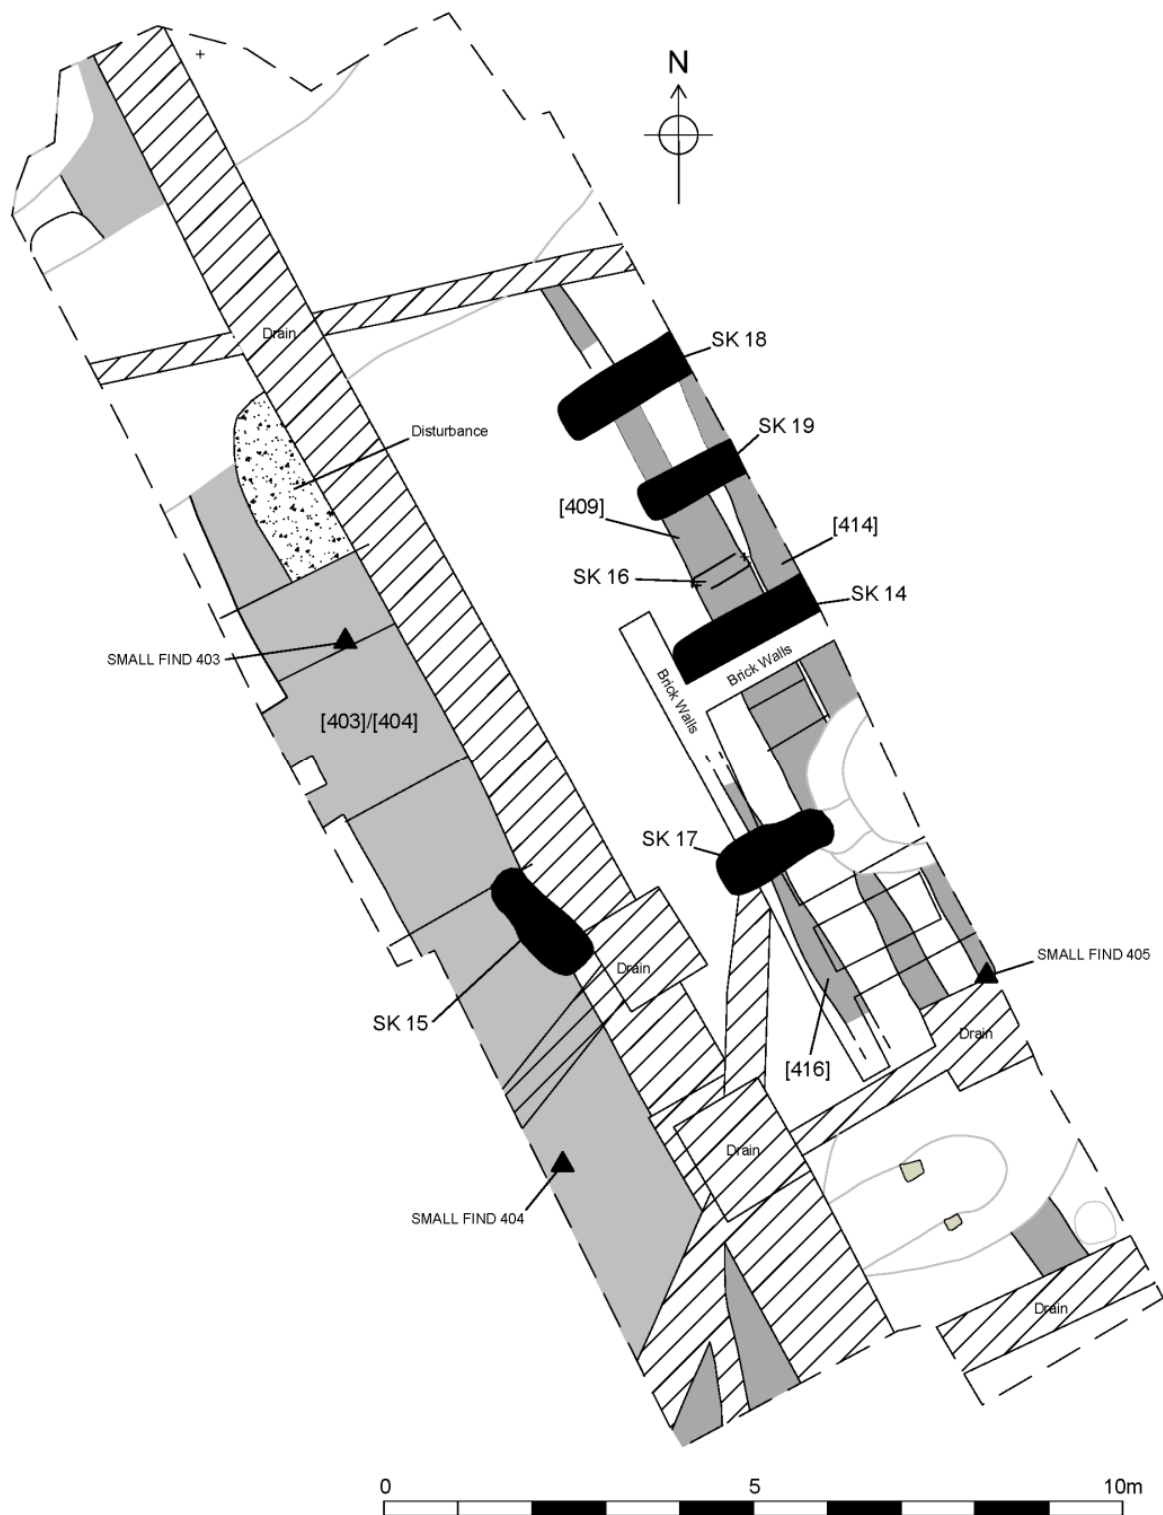 N
Drain
SK 18
Disturbance
SK 19
[409]
[414]
SK 16
SK 14
SMALL FIND 403
Brick Walls
Brick Walls
[403]/[404]
SK 17
SMALL FIND 405
Drain
SK 15
Drain
[416]
Drain
SMALL FIND 404
Drain
0
5
10m